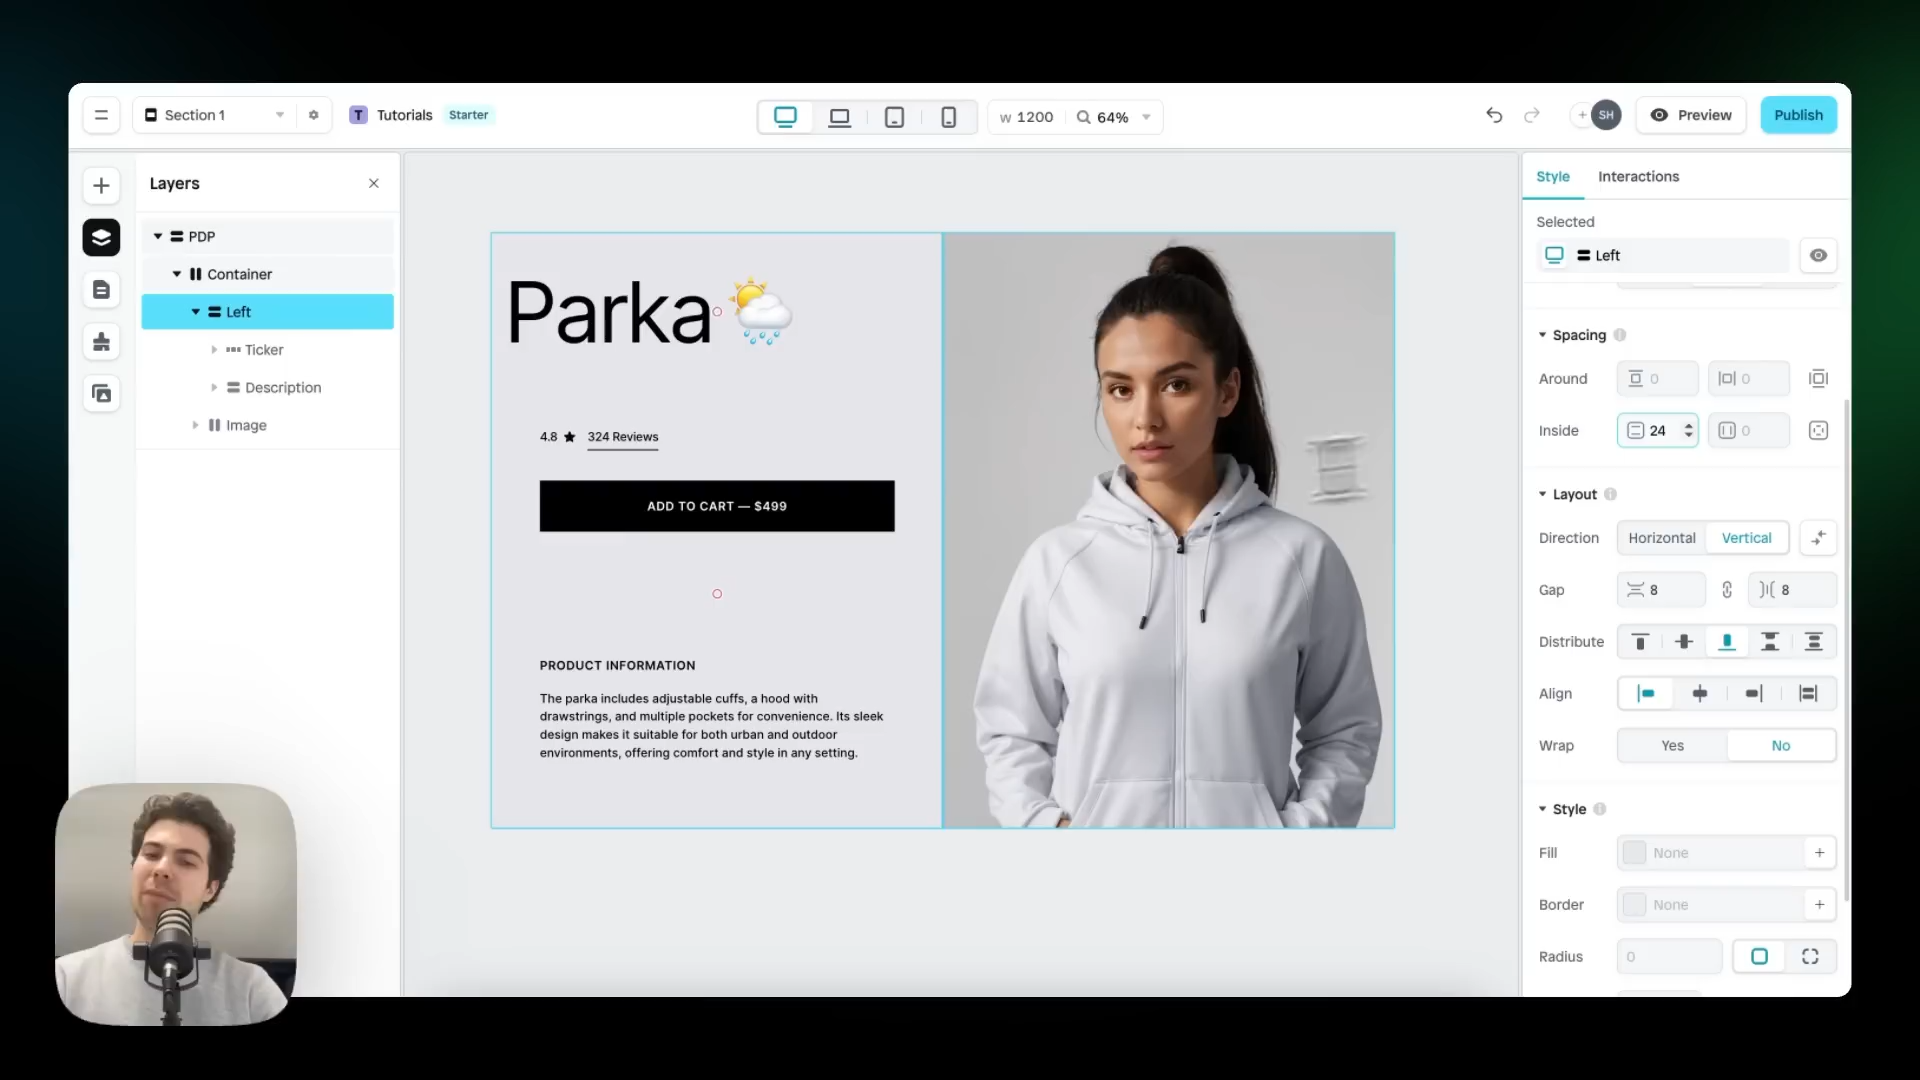 Section 1
T Tutorials Starter
W 1200
64%
SH
Preview
Publish
Layers
PDP
Container
Left
Ticker
Description
Image
Parka
4.8 ★ 324 Reviews
ADD TO CART — $499
PRODUCT INFORMATION
The parka includes adjustable cuffs, a hood with
drawstrings, and multiple pockets for convenience. Its sleek
design makes it suitable for both urban and outdoor
environments, offering comfort and style in any setting.
Style Interactions
Selected
Left
Spacing
Around 0 0
Inside 24 0
Layout
Direction Horizontal Vertical
Gap 8 8
Distribute
Align
Wrap Yes No
Style
Fill None
Border None
Radius 0